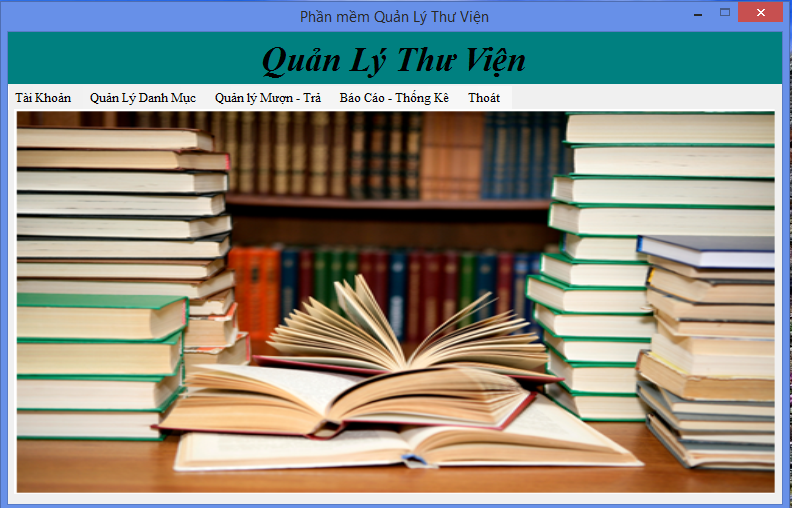 Phần mềm Quản Lý Thư Viện
Quản Lý Thư Viện
Tài Khoản Quản Lý Danh Mục Quản lý Mượn - Trả Báo Cáo - Thống Kê Thoát